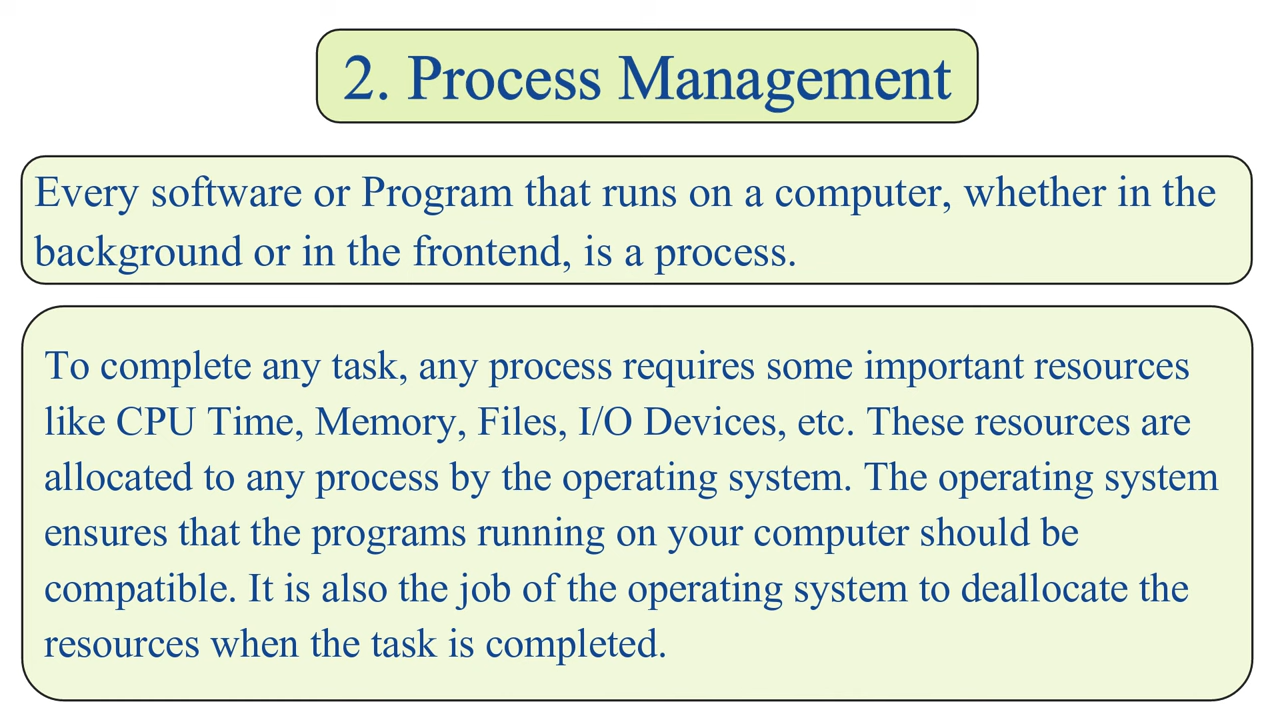 2. Process Management
Every software or Program that runs on a computer, whether in the
background or in the frontend, is a process.
To complete any task, any process requires some important resources
like CPU Time, Memory, Files, I/O Devices, etc. These resources are
allocated to any process by the operating system. The operating system
ensures that the programs running on your computer should be
compatible. It is also the job of the operating system to deallocate the
resources when the task is completed.